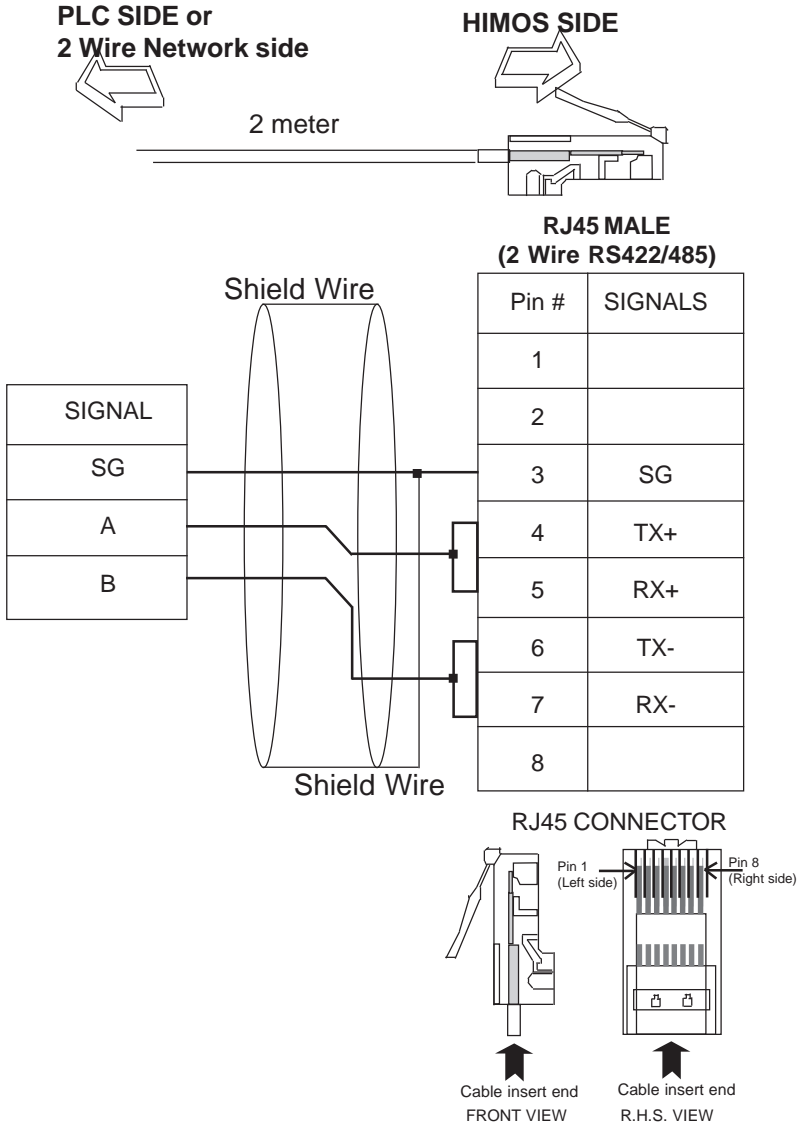 PLC SIDE or
2 Wire Network side
HIMOS SIDE
2 meter
RJ45 MALE
(2 Wire RS422/485)
Shield Wire
Pin # SIGNALS
1
2
3 SG
4 TX+
5 RX+
6 TX-
7 RX-
8
SIGNAL
SG
A
B
Shield Wire
RJ45 CONNECTOR
Pin 1
(Left side)
Pin 8
(Right side)
Cable insert end
FRONT VIEW
Cable insert end
R.H.S. VIEW